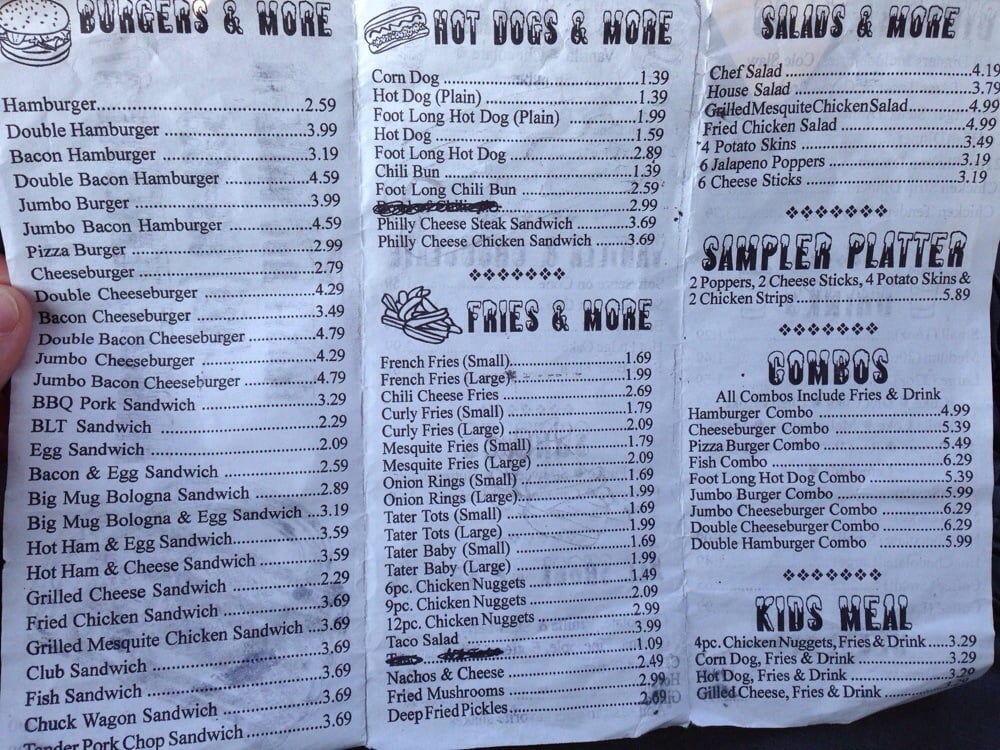 BURGERS & MORE
Hamburger 2.59
Double Hamburger 3.99
Bacon Hamburger 3.19
Double Bacon Hamburger 4.59
Jumbo Burger 3.99
Jumbo Bacon Hamburger 4.59
Pizza Burger 2.99
Cheeseburger 2.79
Double Cheeseburger 4.29
Bacon Cheeseburger 3.49
Double Bacon Cheeseburger 4.79
Jumbo Cheeseburger 4.29
Jumbo Bacon Cheeseburger 4.79
BBQ Pork Sandwich 3.29
BLT Sandwich 2.29
Egg Sandwich 2.09
Bacon & Egg Sandwich 2.59
Big Mug Bologna Sandwich 2.89
Big Mug Bologna & Egg Sandwich 3.19
Hot Ham & Egg Sandwich 3.59
Hot Ham & Cheese Sandwich 3.59
Grilled Cheese Sandwich 2.29
Fried Chicken Sandwich 3.69
Grilled Mesquite Chicken Sandwich 3.69
Club Sandwich 3.69
Fish Sandwich 3.69
Chuck Wagon Sandwich 3.69
Tender Pork Chop Sandwich 3.69
HOT DOGS & MORE
Corn Dog 1.39
Hot Dog (Plain) 1.39
Foot Long Hot Dog (Plain) 1.99
Hot Dog 1.59
Foot Long Hot Dog 2.89
Chili Bun 1.39
Foot Long Chili Bun 2.59
2.99
Philly Cheese Steak Sandwich 3.69
Philly Cheese Chicken Sandwich 3.69
FRIES & MORE
French Fries (Small) 1.69
French Fries (Large) 1.99
Chili Cheese Fries 2.69
Curly Fries (Small) 1.79
Curly Fries (Large) 2.09
Mesquite Fries (Small) 1.79
Mesquite Fries (Large) 2.09
Onion Rings (Small) 1.69
Onion Rings (Large) 1.99
Tater Tots (Small) 1.69
Tater Tots (Large) 1.99
Tater Baby (Small) 1.69
Tater Baby (Large) 1.99
6pc. Chicken Nuggets 1.49
9pc. Chicken Nuggets 2.09
12pc. Chicken Nuggets 2.99
Taco Salad 3.99
1.09
Nachos & Cheese 2.49
Fried Mushrooms 2.99
Deep Fried Pickles 2.69
SALADS & MORE
Chef Salad 4.19
House Salad 3.79
Grilled Mesquite Chicken Salad 4.99
Fried Chicken Salad 4.99
4 Potato Skins 3.49
6 Jalapeno Poppers 3.19
6 Cheese Sticks 3.19
SAMPLER PLATTER
2 Poppers, 2 Cheese Sticks, 4 Potato Skins &
2 Chicken Strips 5.89
COMBOS
All Combos Include Fries & Drink
Hamburger Combo 4.99
Cheeseburger Combo 5.39
Pizza Burger Combo 5.49
Fish Combo 6.29
Foot Long Hot Dog Combo 5.39
Jumbo Burger Combo 5.99
Jumbo Cheeseburger Combo 6.29
Double Cheeseburger Combo 6.29
Double Hamburger Combo 5.99
KIDS MEAL
4pc. Chicken Nuggets, Fries & Drink 3.29
Corn Dog, Fries & Drink 3.29
Hot Dog, Fries & Drink 3.29
Gilled Cheese, Fries & Drink 3.29